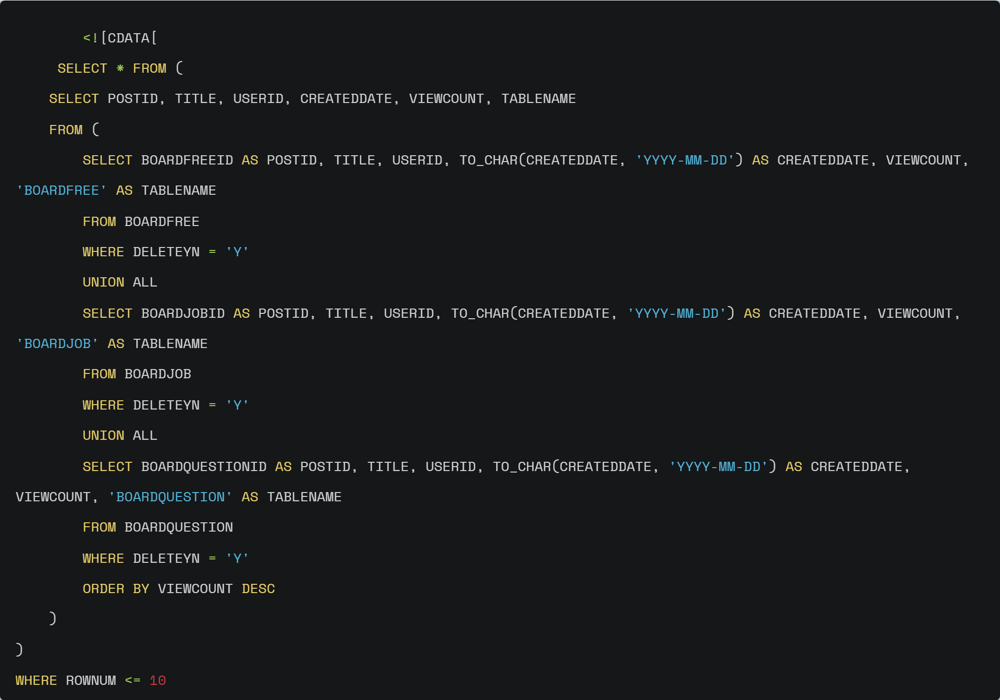 <![CDATA[
SELECT * FROM (
SELECT POSTID, TITLE, USERID, CREATEDDATE, VIEWCOUNT, TABLENAME
FROM (
SELECT BOARDFREEID AS POSTID, TITLE, USERID, TO_CHAR(CREATEDDATE, 'YYYY-MM-DD') AS CREATEDDATE, VIEWCOUNT,
'BOARDFREE' AS TABLENAME
FROM BOARDFREE
WHERE DELETEYN = 'Y'
UNION ALL
SELECT BOARDJOBID AS POSTID, TITLE, USERID, TO_CHAR(CREATEDDATE, 'YYYY-MM-DD') AS CREATEDDATE, VIEWCOUNT,
'BOARDJOB' AS TABLENAME
FROM BOARDJOB
WHERE DELETEYN = 'Y'
UNION ALL
SELECT BOARDQUESTIONID AS POSTID, TITLE, USERID, TO_CHAR(CREATEDDATE, 'YYYY-MM-DD') AS CREATEDDATE,
VIEWCOUNT, 'BOARDQUESTION' AS TABLENAME
FROM BOARDQUESTION
WHERE DELETEYN = 'Y'
ORDER BY VIEWCOUNT DESC
)
)
WHERE ROWNUM <= 10